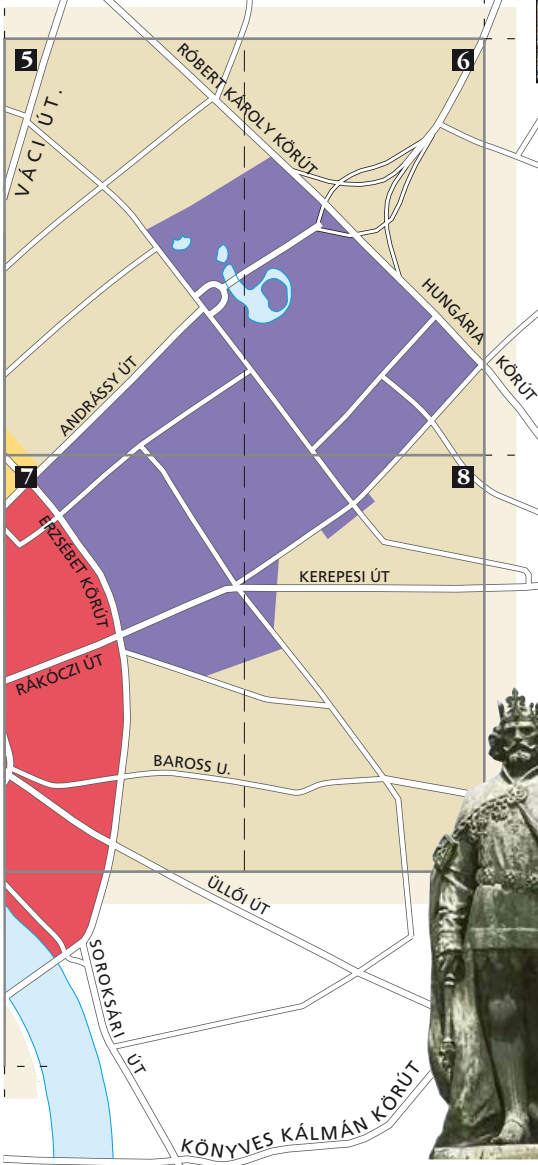 5
6
RÓBERT KÁROLY KÖRÚT
VÁCI ÚT.
HUNGÁRIA
KÖRÚT
ANDRÁSSY ÚT
7
8
ERZSÉBET KÖRÚT
KEREPESI ÚT
RÁKÓCZI ÚT
BAROSS U.
ÜLLŐI ÚT
SOROKSÁRI
ÚT
KÖNYVES KÁLMÁN KÖRÚT